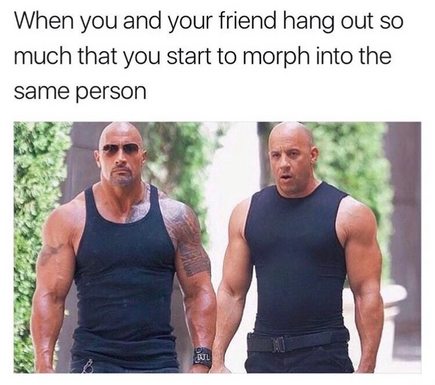 When you and your friend hang out so
much that you start to morph into the
same person